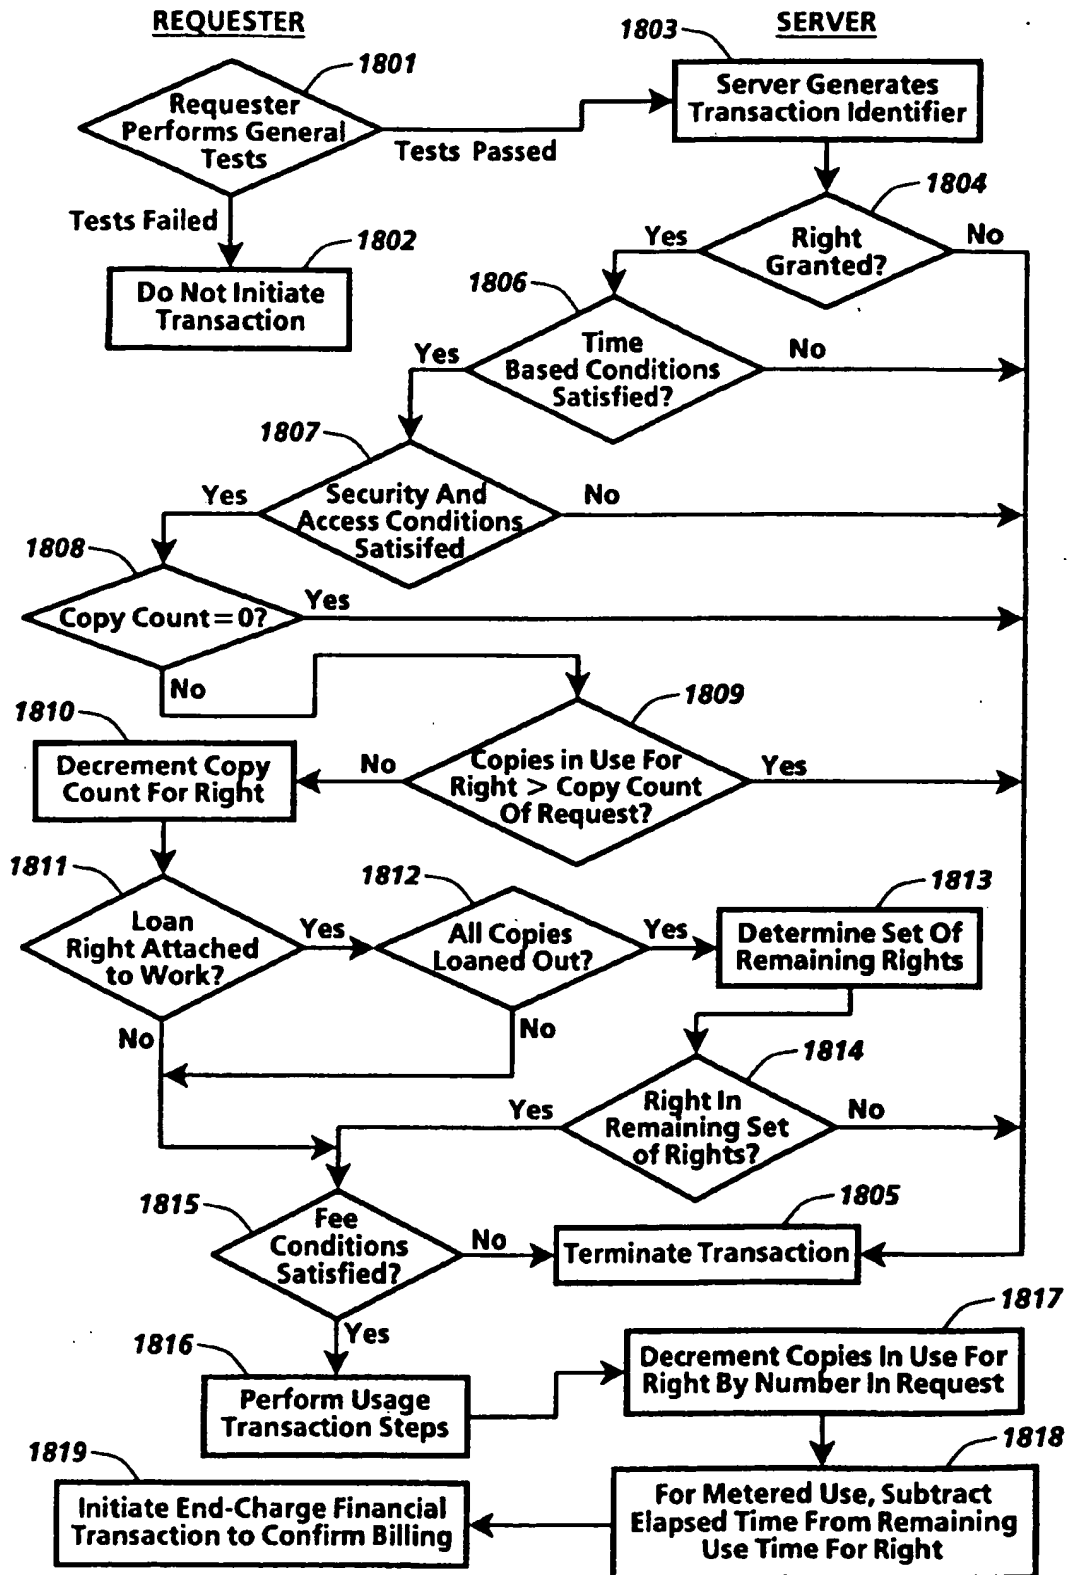 REQUESTER
SERVER
1801
Requester
Performs General
Tests
Tests Passed
Tests Failed
1802
Do Not Initiate
Transaction
1803
Server Generates
Transaction Identifier
1804
Right
Granted?
Yes
No
1806
Time
Based Conditions
Satisfied?
Yes
No
1807
Security And
Access Conditions
Satisifed
Yes
No
1808
Copy Count=0?
Yes
No
1809
Copies in Use For
Right > Copy Count
Of Request?
No
Yes
1810
Decrement Copy
Count For Right
1811
Loan
Right Attached
to Work?
Yes
No
1812
All Copies
Loaned Out?
Yes
No
1813
Determine Set Of
Remaining Rights
1814
Right In
Remaining Set
of Rights?
Yes
No
1815
Fee
Conditions
Satisfied?
No
Yes
1805
Terminate Transaction
1816
Perform Usage
Transaction Steps
1817
Decrement Copies In Use For
Right By Number In Request
1818
For Metered Use, Subtract
Elapsed Time From Remaining
Use Time For Right
1819
Initiate End-Charge Financial
Transaction to Confirm Billing